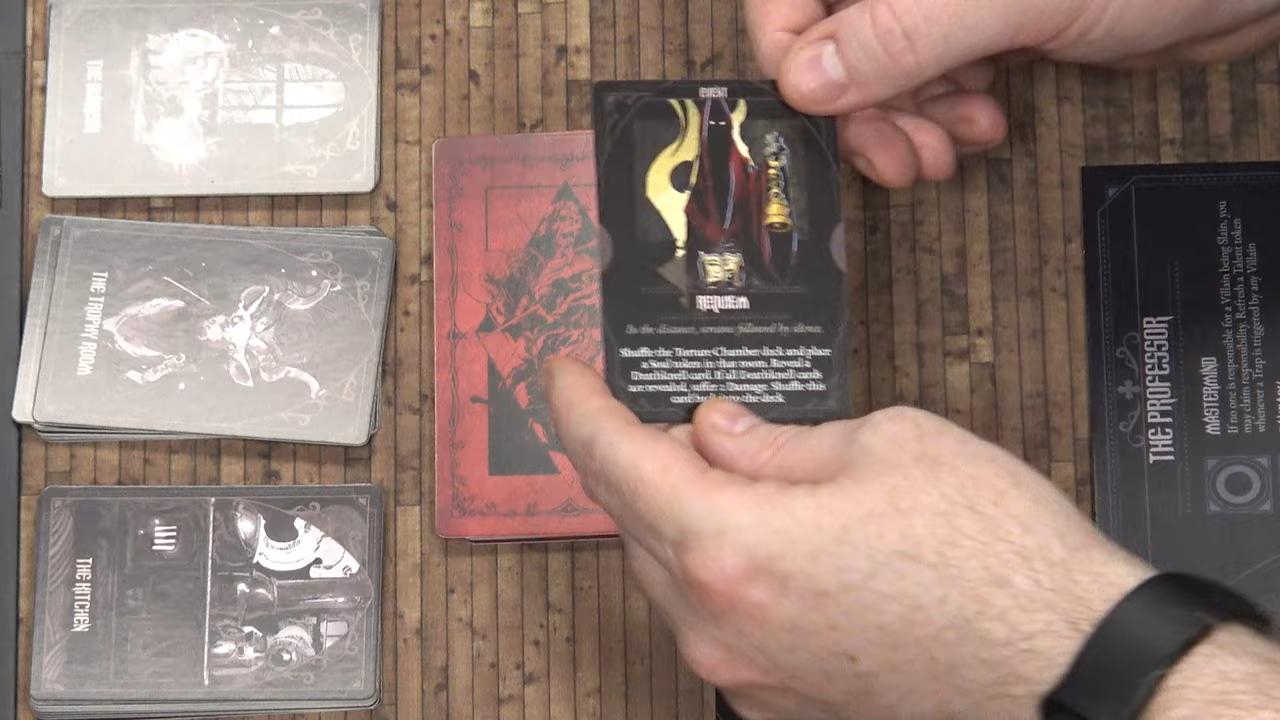 THE TROPHY ROOM
THE KITCHEN
EVENT
REQUIEM
In the distance, screams followed by silence.
Shuffle the Torture Chamber deck and place
a Soul token in that room. Reveal a
Deathknell card. If all Deathknell cards
are revealed, suffer a Damage. Shuffle this
card back into the deck.
THE PROFESSOR
MASTERMIND
If no one is responsible for a Villain being Slain, you
may claim responsibility. Refresh a Talent token
whenever a Trap is triggered by any Villain